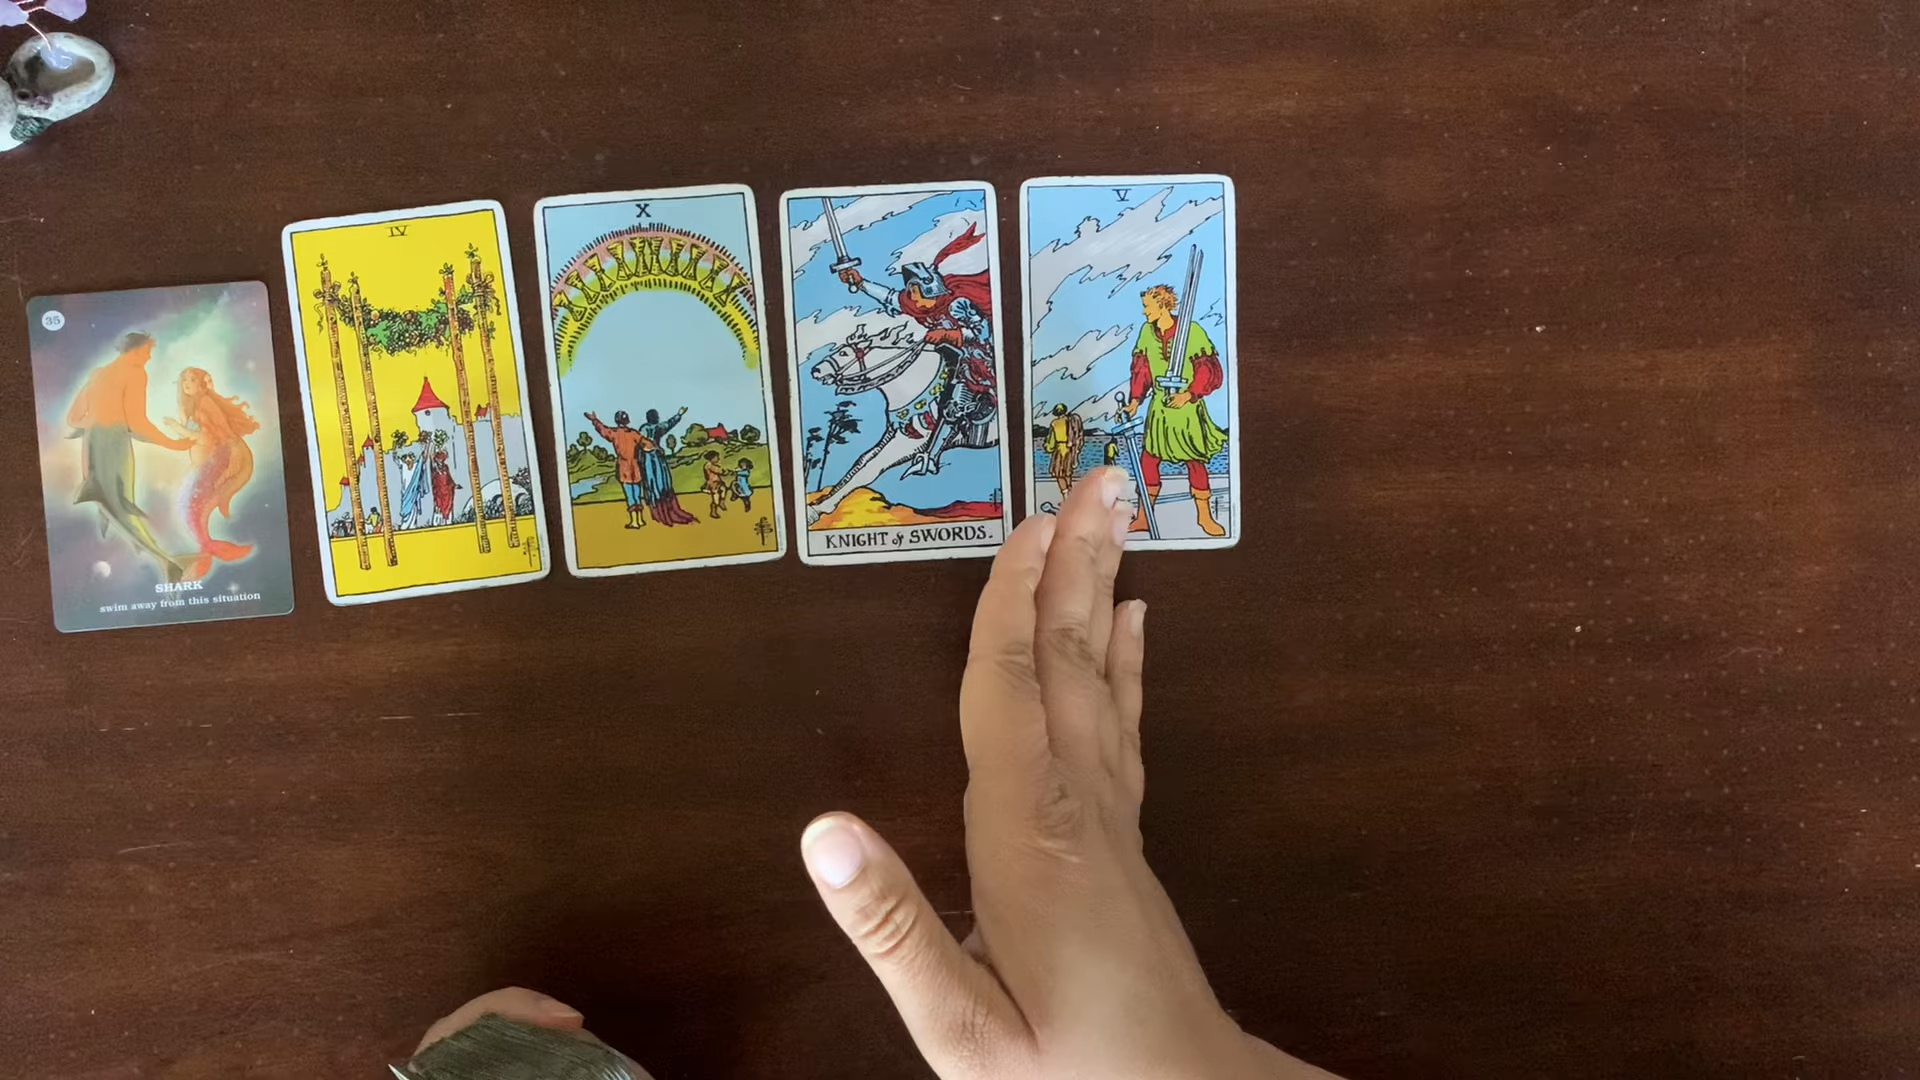 35
SHARK
swim away from this situation
IV
X
KNIGHT of SWORDS.
V